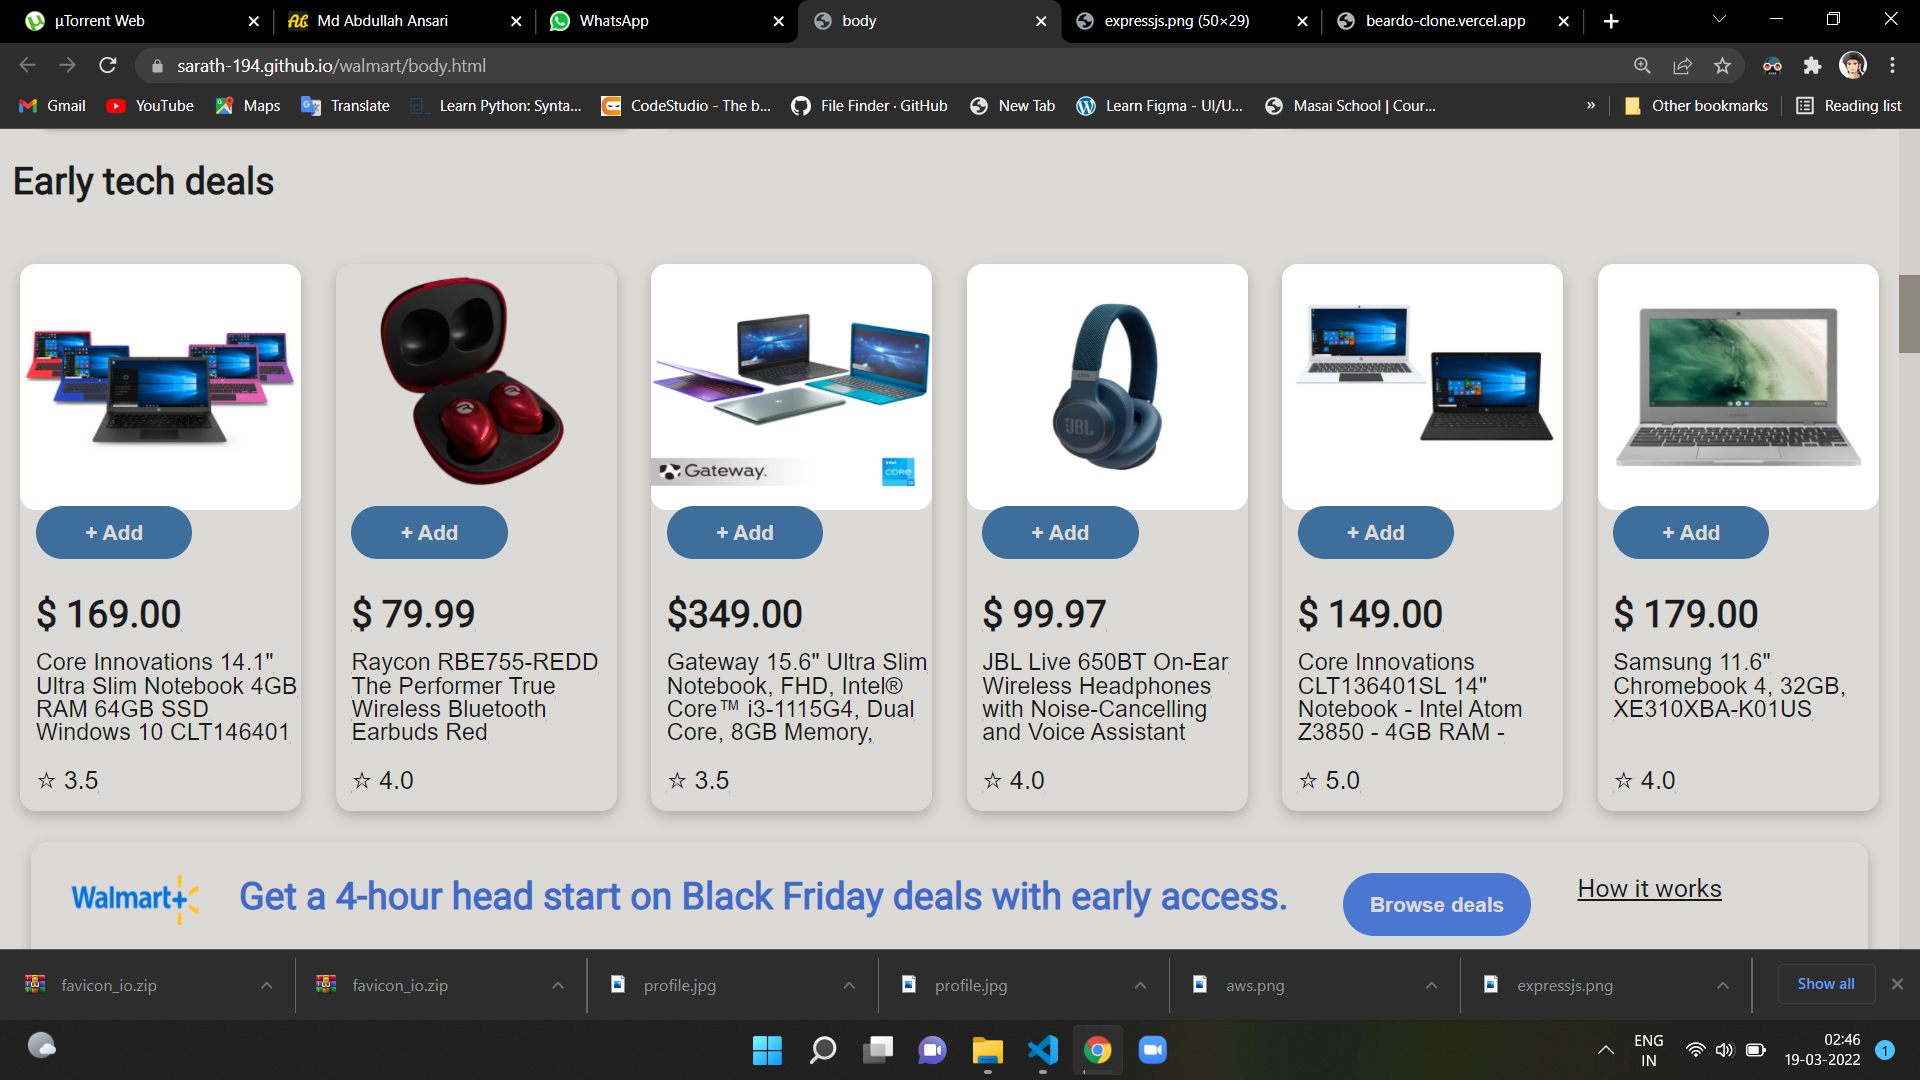 µTorrent Web
Md Abdullah Ansari
WhatsApp
body
expressjs.png (50×29)
beardo-clone.vercel.app
sarath-194.github.io/walmart/body.html
Gmail
YouTube
Maps
Translate
Learn Python: Synta...
CodeStudio - The b...
File Finder · GitHub
New Tab
Learn Figma - UI/U...
Masai School | Cour...
»
Other bookmarks
Reading list
Early tech deals
Gateway.
JBL
+ Add
+ Add
+ Add
+ Add
+ Add
+ Add
$ 169.00
$ 79.99
$349.00
$ 99.97
$ 149.00
$ 179.00
Core Innovations 14.1"
Ultra Slim Notebook 4GB
RAM 64GB SSD
Windows 10 CLT146401
Raycon RBE755-REDD
The Performer True
Wireless Bluetooth
Earbuds Red
Gateway 15.6" Ultra Slim
Notebook, FHD, Intel®
Core™ i3-1115G4, Dual
Core, 8GB Memory,
JBL Live 650BT On-Ear
Wireless Headphones
with Noise-Cancelling
and Voice Assistant
Core Innovations
CLT136401SL 14"
Notebook - Intel Atom
Z3850 - 4GB RAM -
Samsung 11.6"
Chromebook 4, 32GB,
XE310XBA-K01US
☆ 3.5
☆ 4.0
☆ 3.5
☆ 4.0
☆ 5.0
☆ 4.0
Walmart+
Get a 4-hour head start on Black Friday deals with early access.
Browse deals
How it works
favicon_io.zip
favicon_io.zip
profile.jpg
profile.jpg
aws.png
expressjs.png
Show all
ENG
IN
02:46
19-03-2022
1